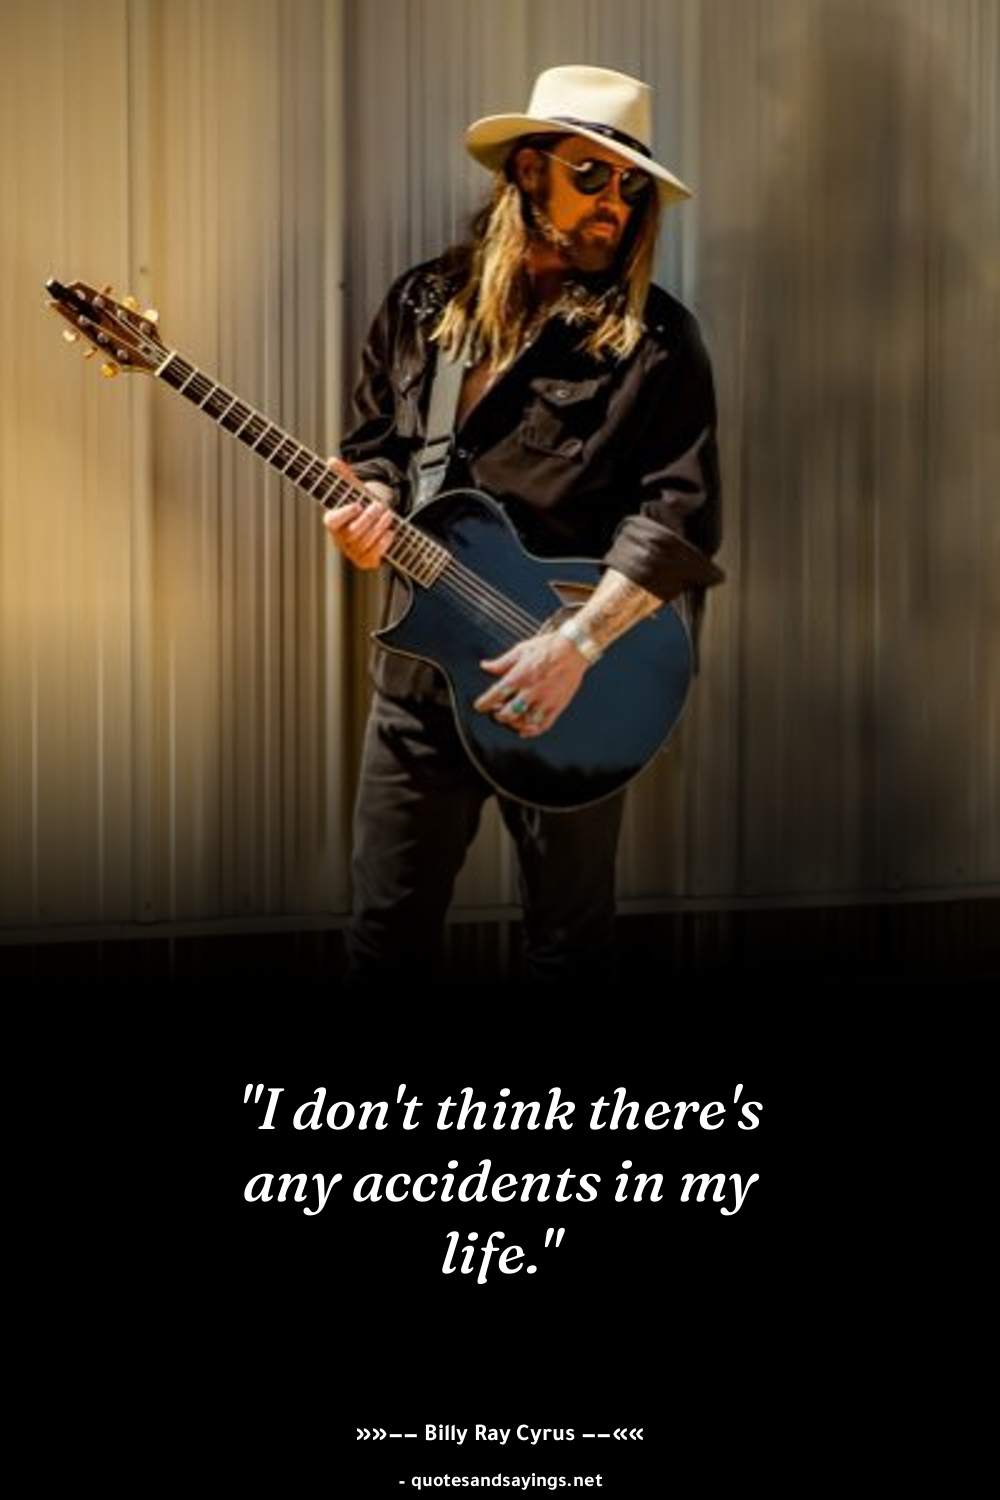 "I don't think there's
any accidents in my
life."
»»−− Billy Ray Cyrus −−««
- quotesandsayings.net